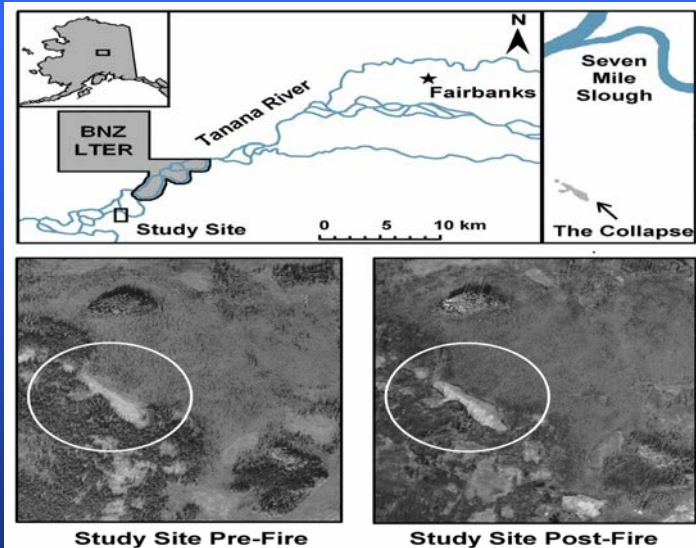 N
Fairbanks
Tanana River
BNZ
LTER
Study Site
0 5 10 km
Seven
Mile
Slough
The Collapse
Study Site Pre-Fire
Study Site Post-Fire